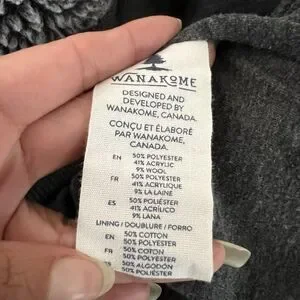 WANAKOME
DESIGNED AND
DEVELOPED BY
WANAKOME, CANADA.
CONÇU ET ÉLABORÉ
PAR WANAKOME,
CANADA.
EN 50% POLYESTER
41% ACRYLIC
9% WOOL
FR 50% POLYESTER
41% ACRYLIQUE
9% LA LAINE
ES 50% POLIÉSTER
41% ACRÍLICO
9% LANA
LINING / DOUBLURE / FORRO
EN 50% COTTON
50% POLYESTER
FR 50% COTTON
50% POLYESTER
ES 50% ALGODÓN
50% POLIÉSTER